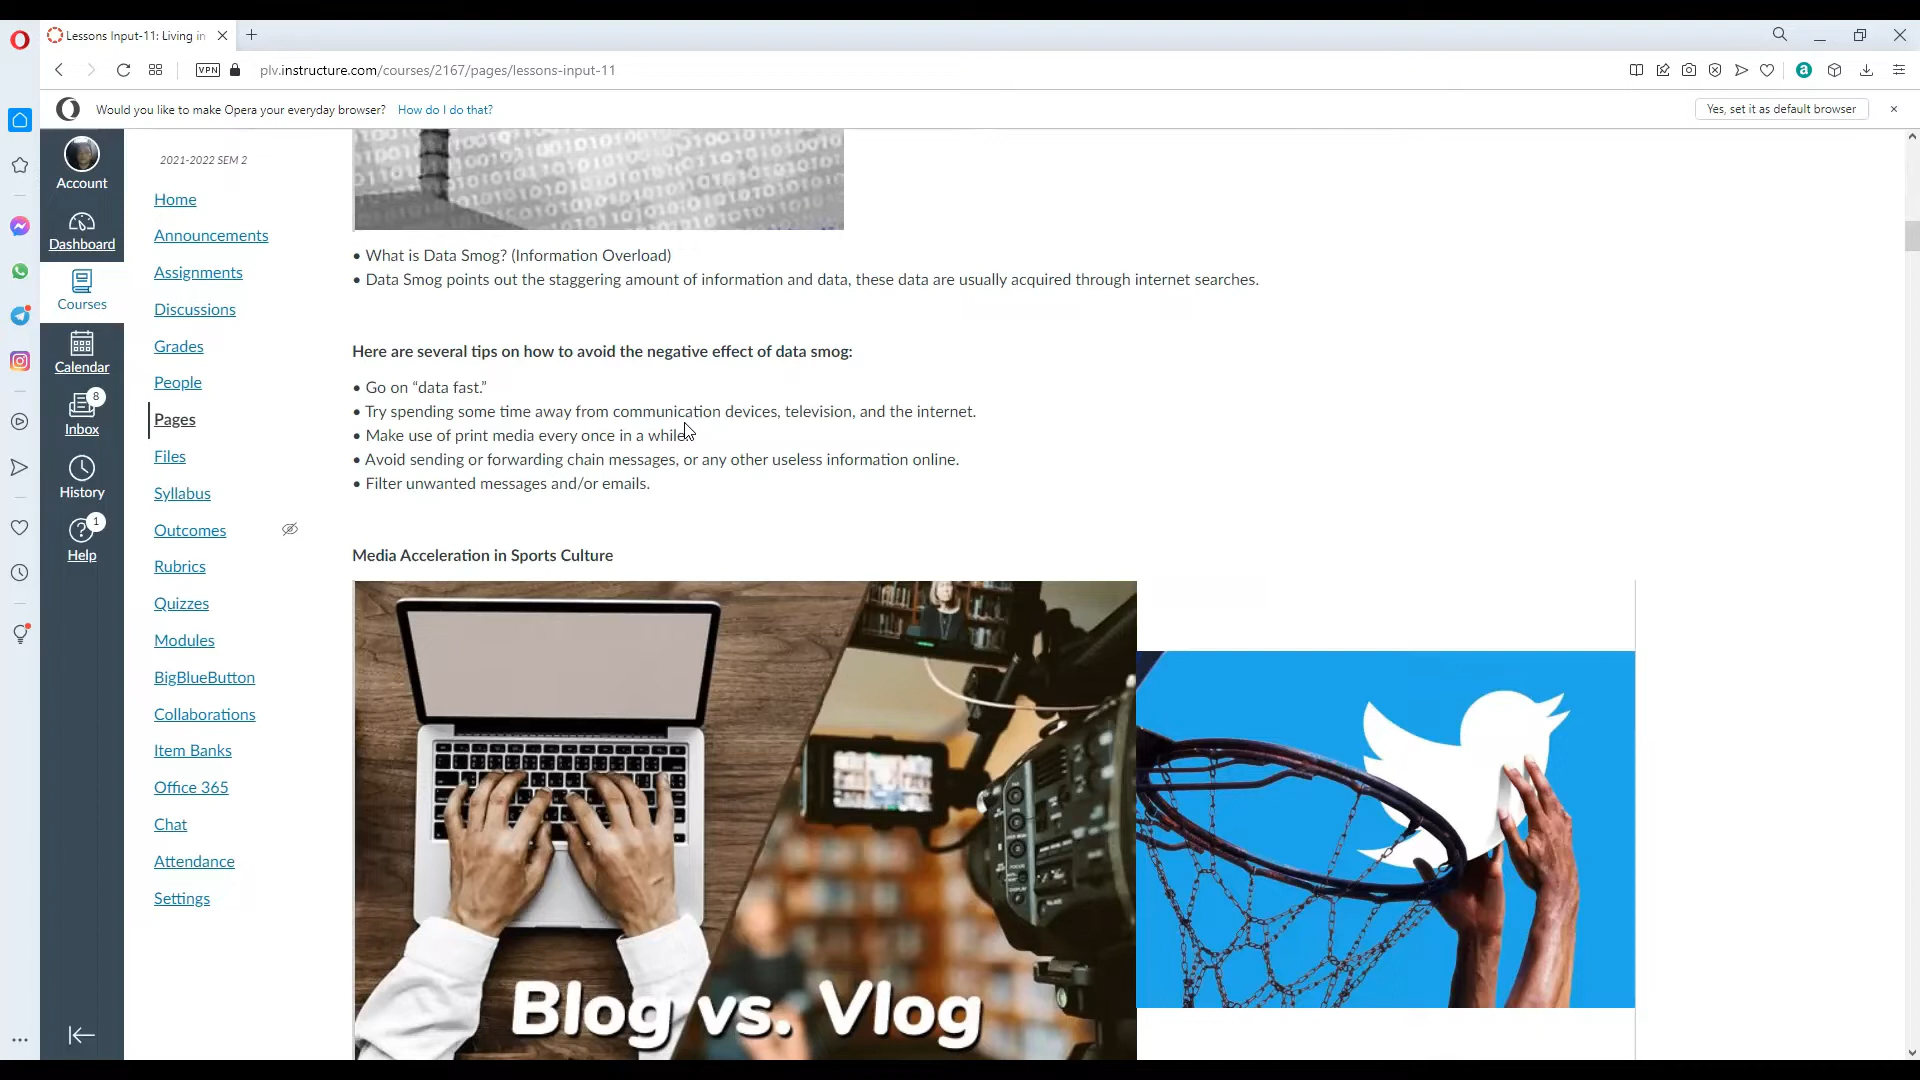 Lessons Input-11: Living in
VPN
plv.instructure.com/courses/2167/pages/lessons-input-11
Would you like to make Opera your everyday browser? How do I do that?
Yes, set it as default browser
Account
Dashboard
Courses
Calendar
8
Inbox
History
1
Help
2021-2022 SEM 2
Home
Announcements
Assignments
Discussions
Grades
People
Pages
Files
Syllabus
Outcomes
Rubrics
Quizzes
Modules
BigBlueButton
Collaborations
Item Banks
Office 365
Chat
Attendance
Settings
• What is Data Smog? (Information Overload)
• Data Smog points out the staggering amount of information and data, these data are usually acquired through internet searches.
Here are several tips on how to avoid the negative effect of data smog:
• Go on “data fast.”
• Try spending some time away from communication devices, television, and the internet.
• Make use of print media every once in a while
• Avoid sending or forwarding chain messages, or any other useless information online.
• Filter unwanted messages and/or emails.
Media Acceleration in Sports Culture
Blog vs. Vlog